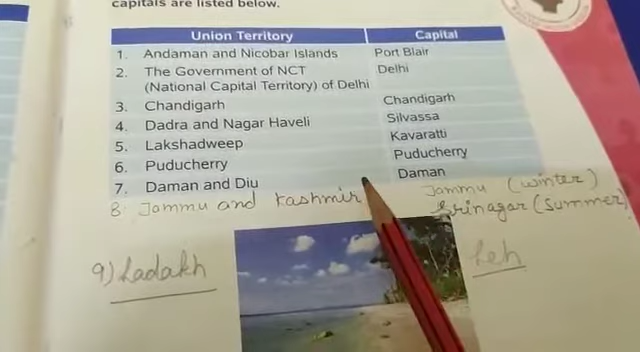 capitals are listed below.
Union Territory Capital
1. Andaman and Nicobar Islands Port Blair
2. The Government of NCT Delhi
(National Capital Territory) of Delhi
3. Chandigarh Chandigarh
4. Dadra and Nagar Haveli Silvassa
5. Lakshadweep Kavaratti
6. Puducherry Puducherry
7. Daman and Diu Daman
8. Jammu and Kashmir Jammu (winter)
Srinagar (Summer)
9) Ladakh Leh